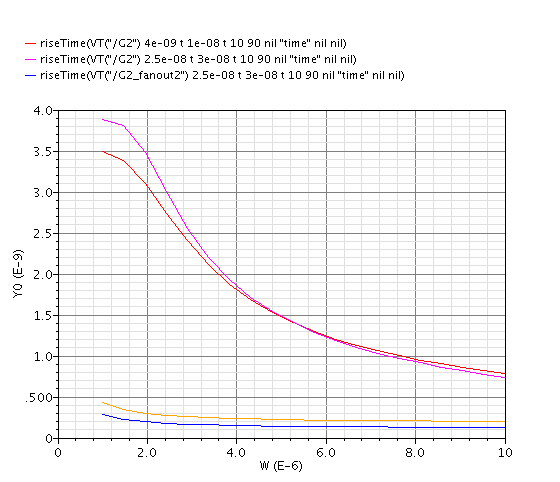 riseTime(VT("/G2") 4e-09 t 1e-08 t 10 90 nil "time" nil nil)
riseTime(VT("/G2") 2.5e-08 t 3e-08 t 10 90 nil "time" nil nil)
riseTime(VT("/G2_fanout2") 2.5e-08 t 3e-08 t 10 90 nil "time" nil nil)
4.0
3.5
3.0
2.5
2.0
1.5
1.0
.500
0
Y0 (E-9)
0 2.0 4.0 6.0 8.0 10
W (E-6)